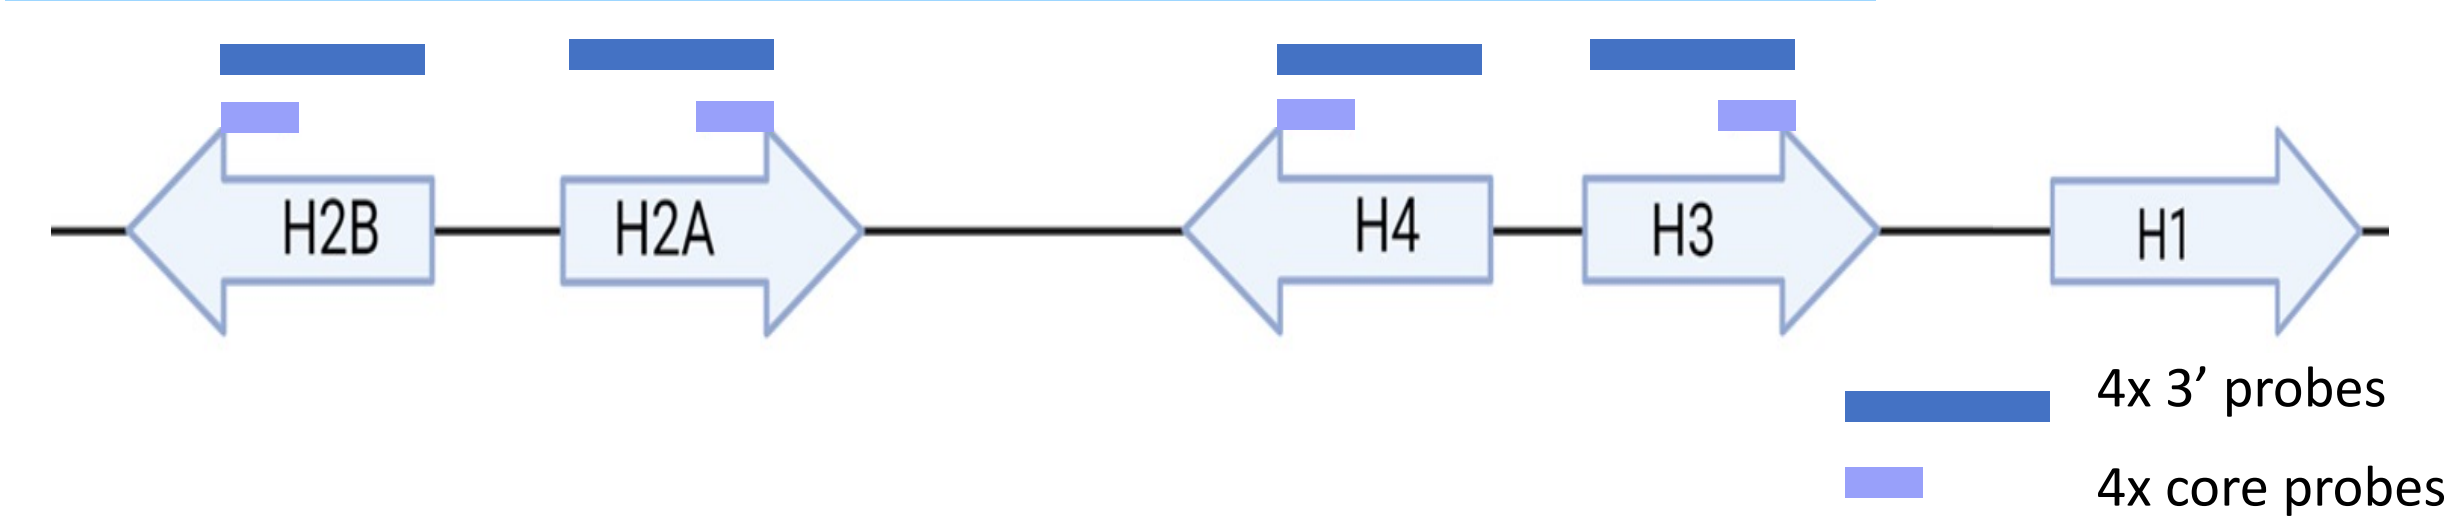 H2B
H2A
H4
H3
H1
4x 3’ probes
4x core probes